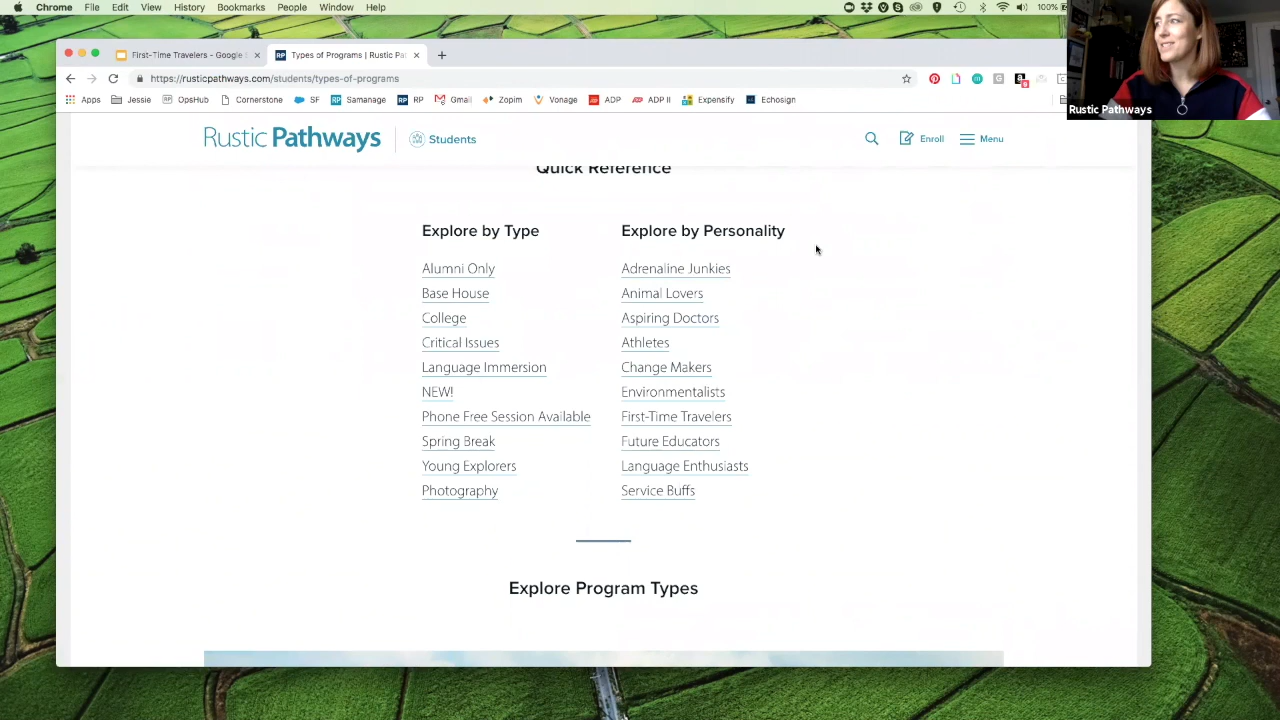 Chrome File Edit View History Bookmarks People Window Help 100%
First-Time Travelers - Google
Types of Programs | Rustic Pa
https://rusticpathways.com/students/types-of-programs
Apps Jessie OpsHub Cornerstone SF Samanage RP Gmail Zopim Vonage ADP ADP II Expensify Echosign
Rustic Pathways
Rustic Pathways Students Enroll Menu
Quick Reference
Explore by Type
Alumni Only
Base House
College
Critical Issues
Language Immersion
NEW!
Phone Free Session Available
Spring Break
Young Explorers
Photography
Explore by Personality
Adrenaline Junkies
Animal Lovers
Aspiring Doctors
Athletes
Change Makers
Environmentalists
First-Time Travelers
Future Educators
Language Enthusiasts
Service Buffs
Explore Program Types